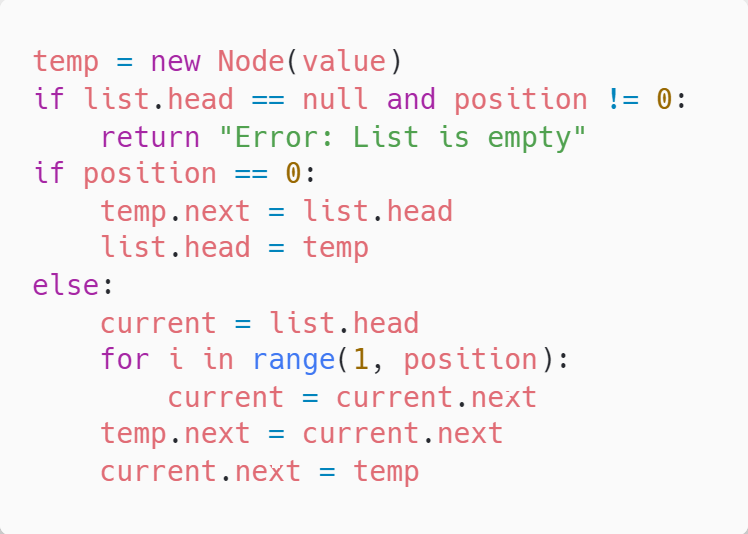 temp = new Node(value)
if list.head == null and position != 0:
    return "Error: List is empty"
if position == 0:
    temp.next = list.head
    list.head = temp
else:
    current = list.head
    for i in range(1, position):
        current = current.next
    temp.next = current.next
    current.next = temp